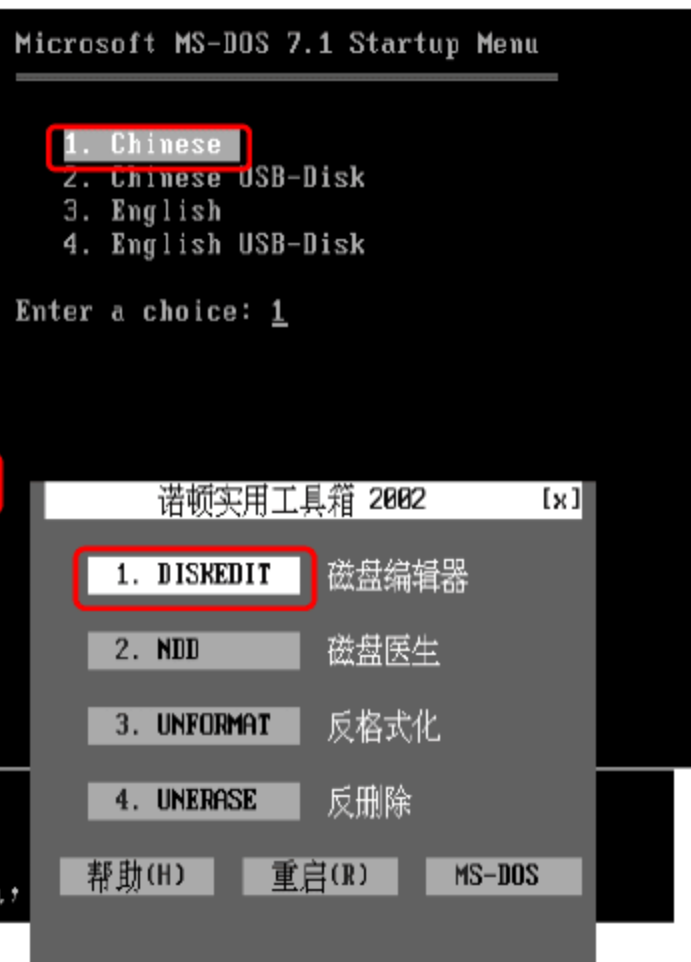 Microsoft MS-DOS 7.1 Startup Menu
1. Chinese
2. Chinese USB-Disk
3. English
4. English USB-Disk
Enter a choice: 1
诺顿实用工具箱 2002 [x]
1. DISKEDIT 磁盘编辑器
2. NDD 磁盘医生
3. UNFORMAT 反格式化
4. UNERASE 反删除
帮助(H) 重启(R) MS-DOS